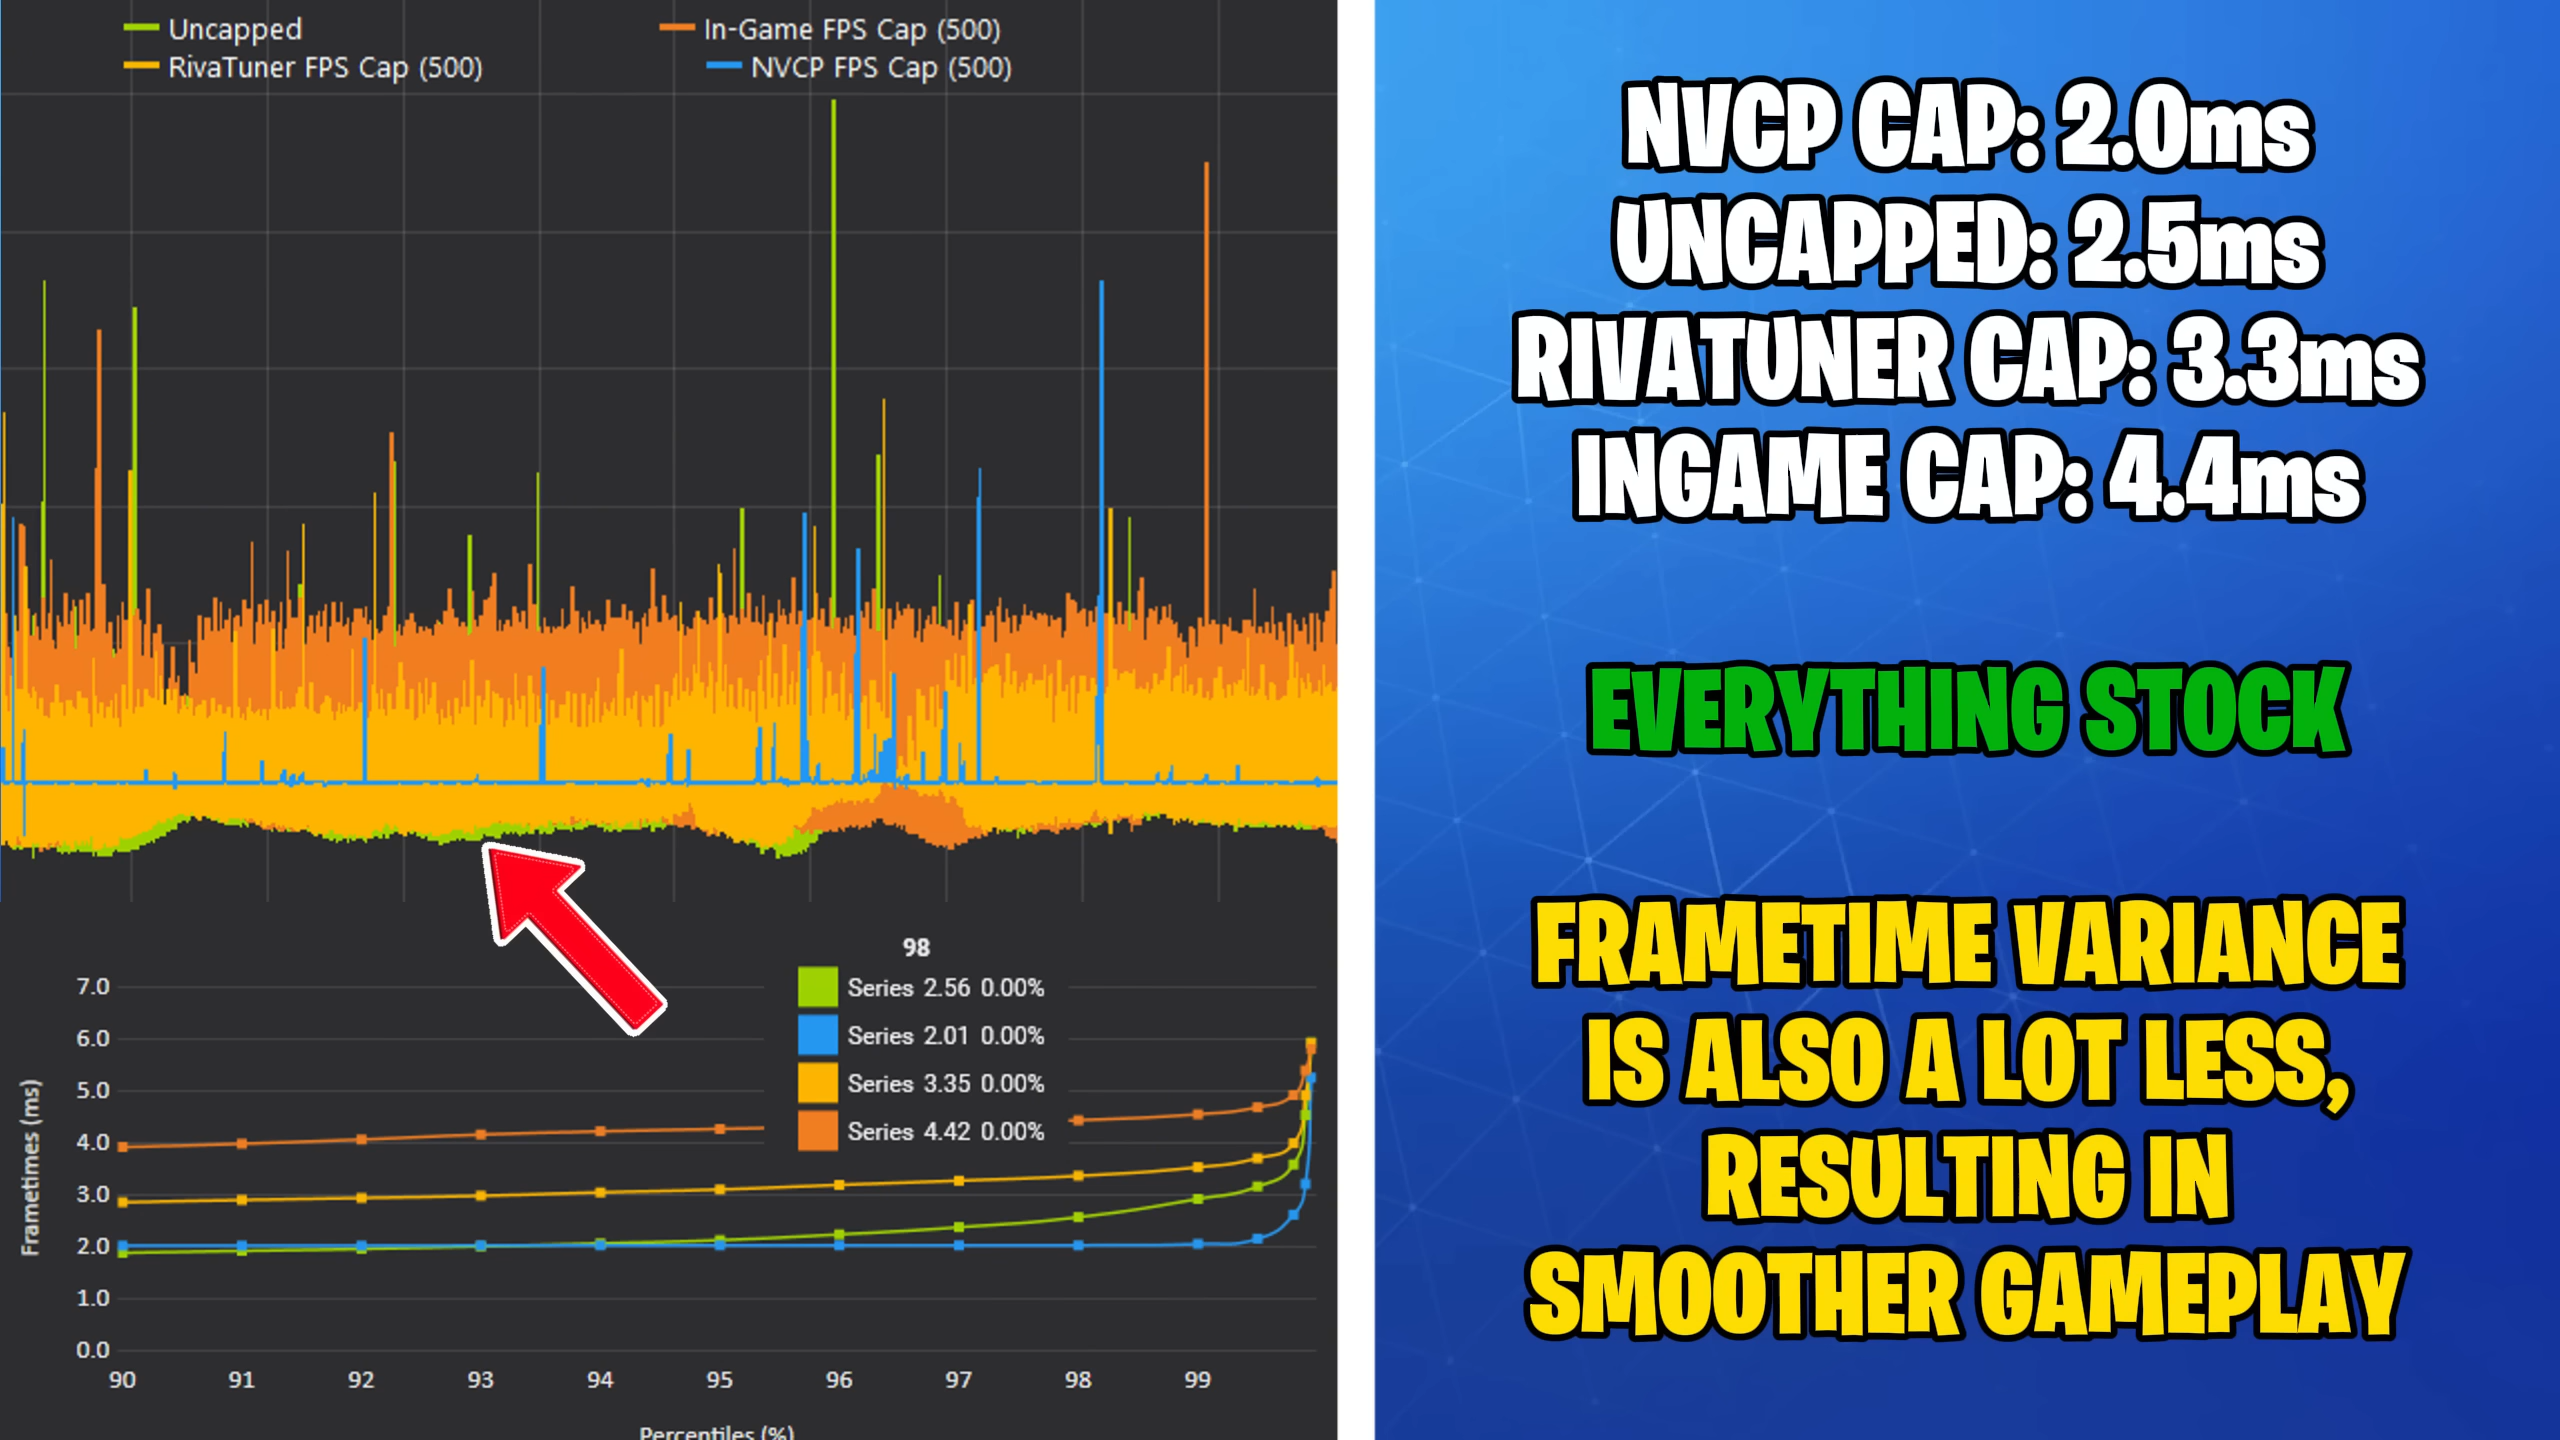 Uncapped
In-Game FPS Cap (500)
RivaTuner FPS Cap (500)
NVCP FPS Cap (500)
98
Series 2.56 0.00%
Series 2.01 0.00%
Series 3.35 0.00%
Series 4.42 0.00%
Frametimes (ms)
7.0
6.0
5.0
4.0
3.0
2.0
1.0
0.0
90 91 92 93 94 95 96 97 98 99
Percentiles (%)
NVCP CAP: 2.0ms
UNCAPPED: 2.5ms
RIVATUNER CAP: 3.3ms
INGAME CAP: 4.4ms
EVERYTHING STOCK
FRAMETIME VARIANCE
IS ALSO A LOT LESS,
RESULTING IN
SMOOTHER GAMEPLAY